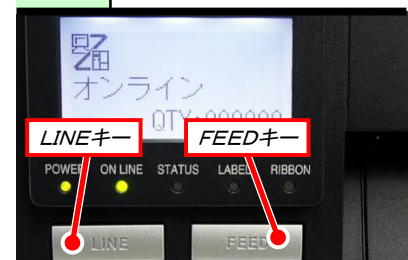 オンライン
QTY:000000
LINEキー FEEDキー
POWER ON LINE STATUS LABEL RIBBON
LINE FEED